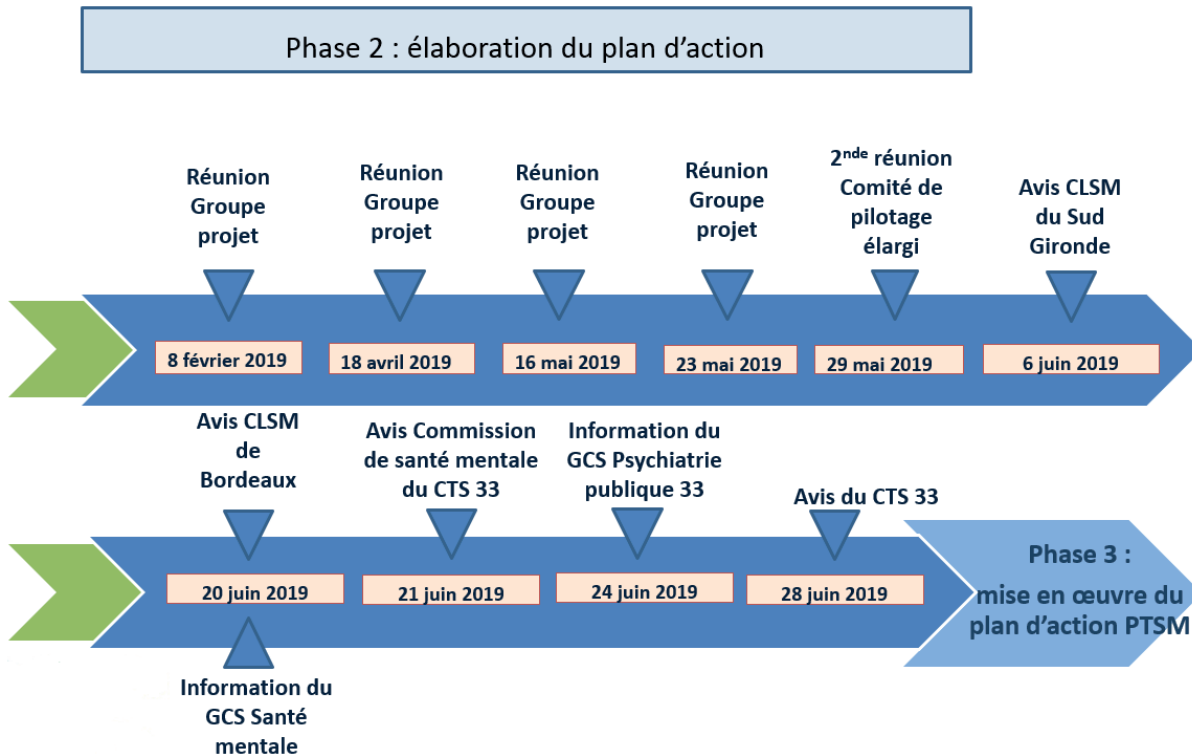 Phase 2 : élaboration du plan d’action
Réunion
Groupe
projet
Réunion
Groupe
projet
Réunion
Groupe
projet
Réunion
Groupe
projet
2nde réunion
Comité de
pilotage
élargi
Avis CLSM
du Sud
Gironde
8 février 2019
18 avril 2019
16 mai 2019
23 mai 2019
29 mai 2019
6 juin 2019
Avis CLSM
de
Bordeaux
Avis Commission
de santé mentale
du CTS 33
Information du
GCS Psychiatrie
publique 33
Avis du CTS 33
20 juin 2019
21 juin 2019
24 juin 2019
28 juin 2019
Phase 3 :
mise en œuvre du
plan d’action PTSM
Information du
GCS Santé
mentale